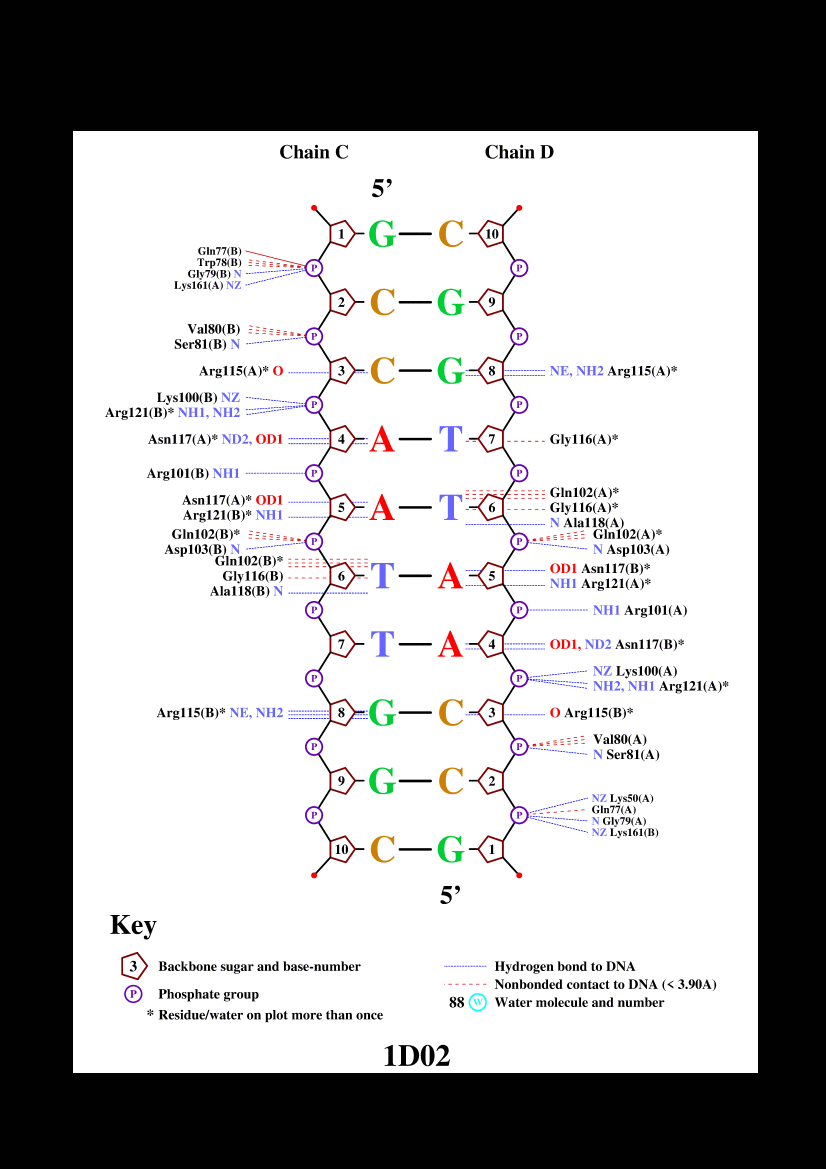 Chain C Chain D
5’
1 G C 10
Gln77(B)
Trp78(B)
Gly79(B) N
Lys161(A) NZ
P P
2 C G 9
Val80(B)
Ser81(B) N
P P
Arg115(A)* O 3 C G 8 NE, NH2 Arg115(A)*
Lys100(B) NZ
Arg121(B)* NH1, NH2
P P
Asn117(A)* ND2, OD1 4 A T 7 Gly116(A)*
Arg101(B) NH1 P P
Gln102(A)*
Asn117(A)* OD1 5 A T 6 Gly116(A)*
Arg121(B)* NH1 N Ala118(A)
Gln102(B)* P P Gln102(A)*
Asp103(B) N N Asp103(A)
Gln102(B)* OD1 Asn117(B)*
Gly116(B) 6 T A 5 NH1 Arg121(A)*
Ala118(B) N
P P NH1 Arg101(A)
7 T A 4 OD1, ND2 Asn117(B)*
P P NZ Lys100(A)
NH2, NH1 Arg121(A)*
Arg115(B)* NE, NH2 8 G C 3 O Arg115(B)*
P P Val80(A)
N Ser81(A)
9 G C 2
P P NZ Lys50(A)
Gln77(A)
N Gly79(A)
NZ Lys161(B)
10 C G 1
5’
Key
3 Backbone sugar and base-number
P Phosphate group
* Residue/water on plot more than once
Hydrogen bond to DNA
Nonbonded contact to DNA (< 3.90A)
88 W Water molecule and number
1D02